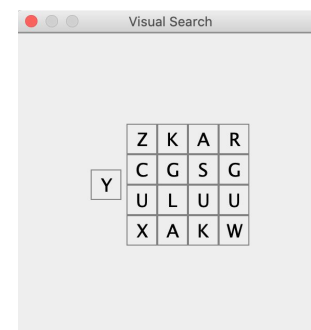 Visual Search
Z K A R
C G S G
Y
U L U U
X A K W